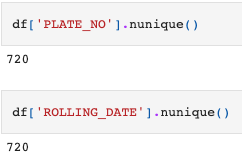 df['PLATE_NO'].nunique()
720
df['ROLLING_DATE'].nunique()
720